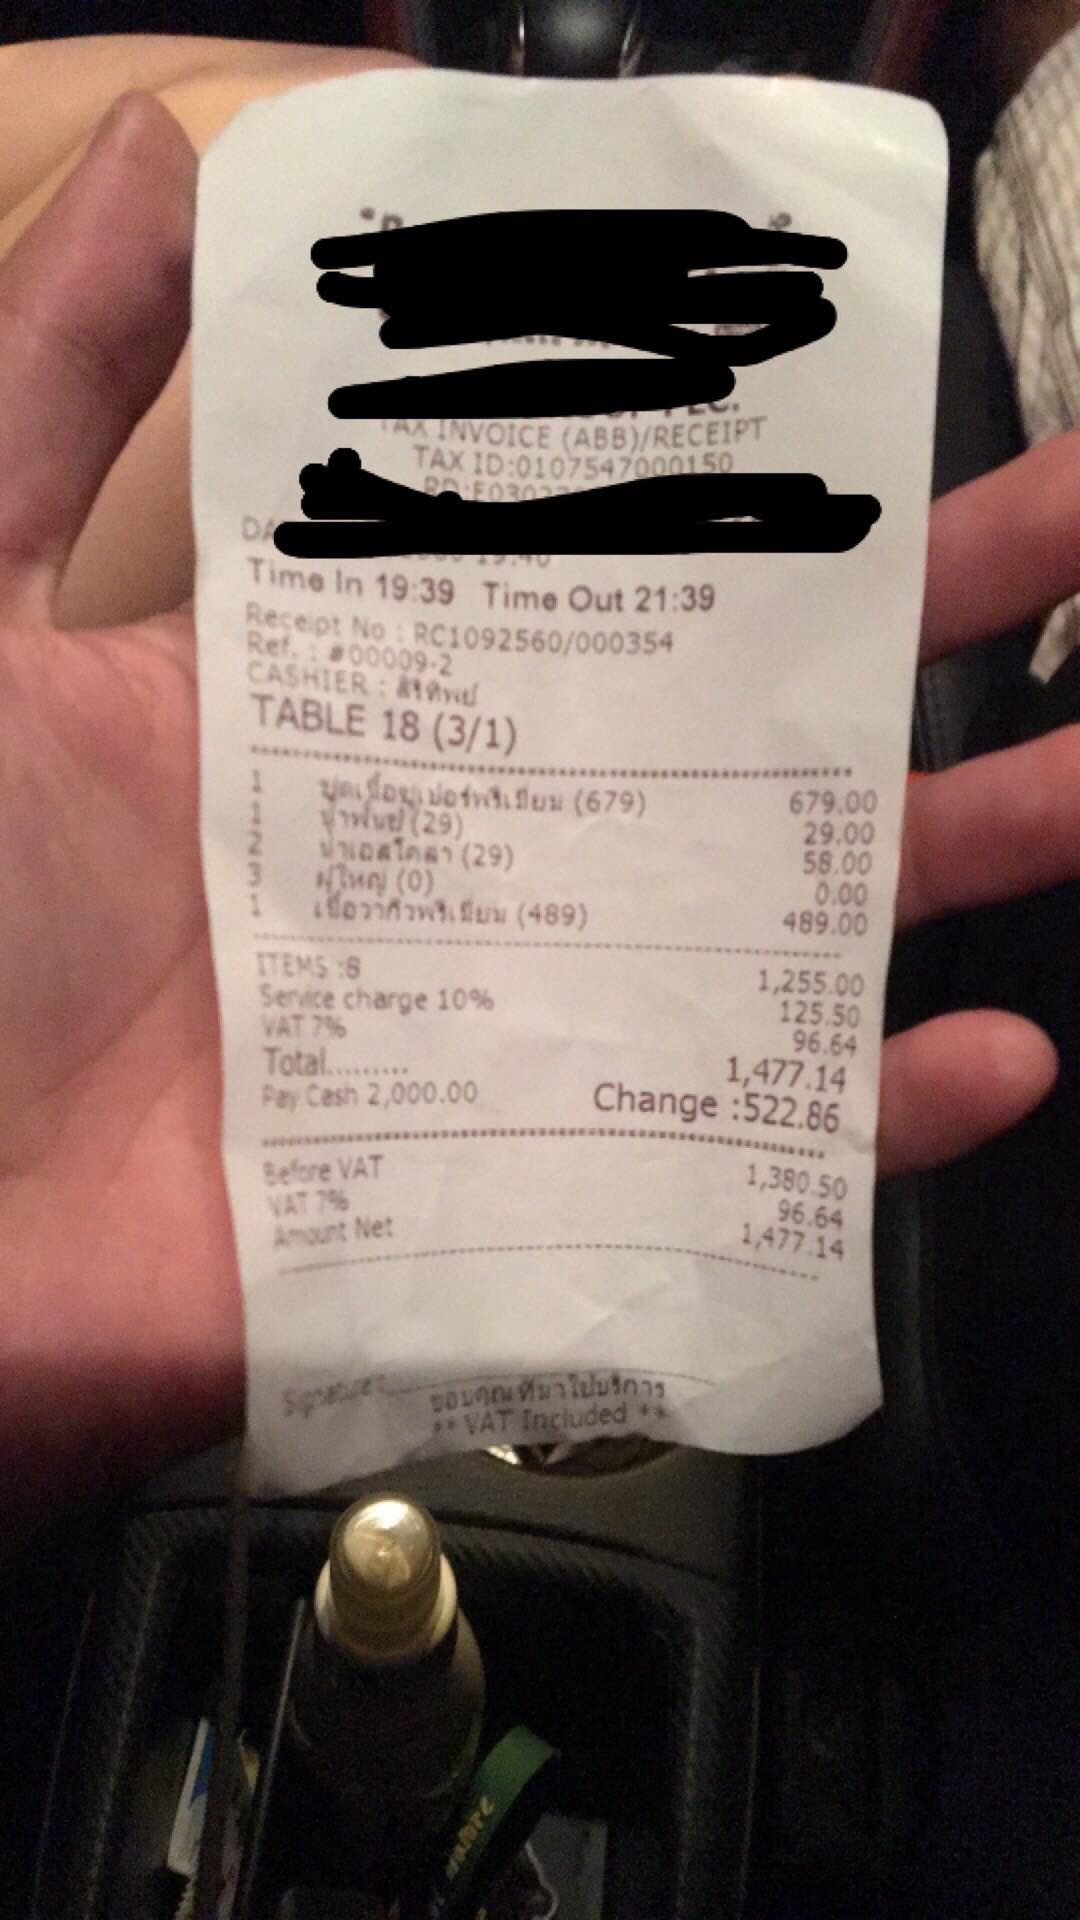 TAX INVOICE (ABB)/RECEIPT
TAX ID:0107547000150
Time In 19:39 Time Out 21:39
Receipt No : RC1092560/000354
Ref. : #00009-2
CASHIER : สิริทิพย์
TABLE 18 (3/1)
1 ชุดเนื้อซูเปอร์พรีเมียม (679) 679.00
1 น้ำพันช์ (29) 29.00
2 น้ำเอสโคล่า (29) 58.00
3 ผู้ใหญ่ (0) 0.00
1 เนื้อวากิวพรีเมียม (489) 489.00
ITEMS :8 1,255.00
Service charge 10% 125.50
VAT 7% 96.64
Total......... 1,477.14
Pay Cash 2,000.00 Change :522.86
Before VAT 1,380.50
VAT 7% 96.64
Amount Net 1,477.14
Signature:
ขอบคุณที่มาใช้บริการ
** VAT Included **